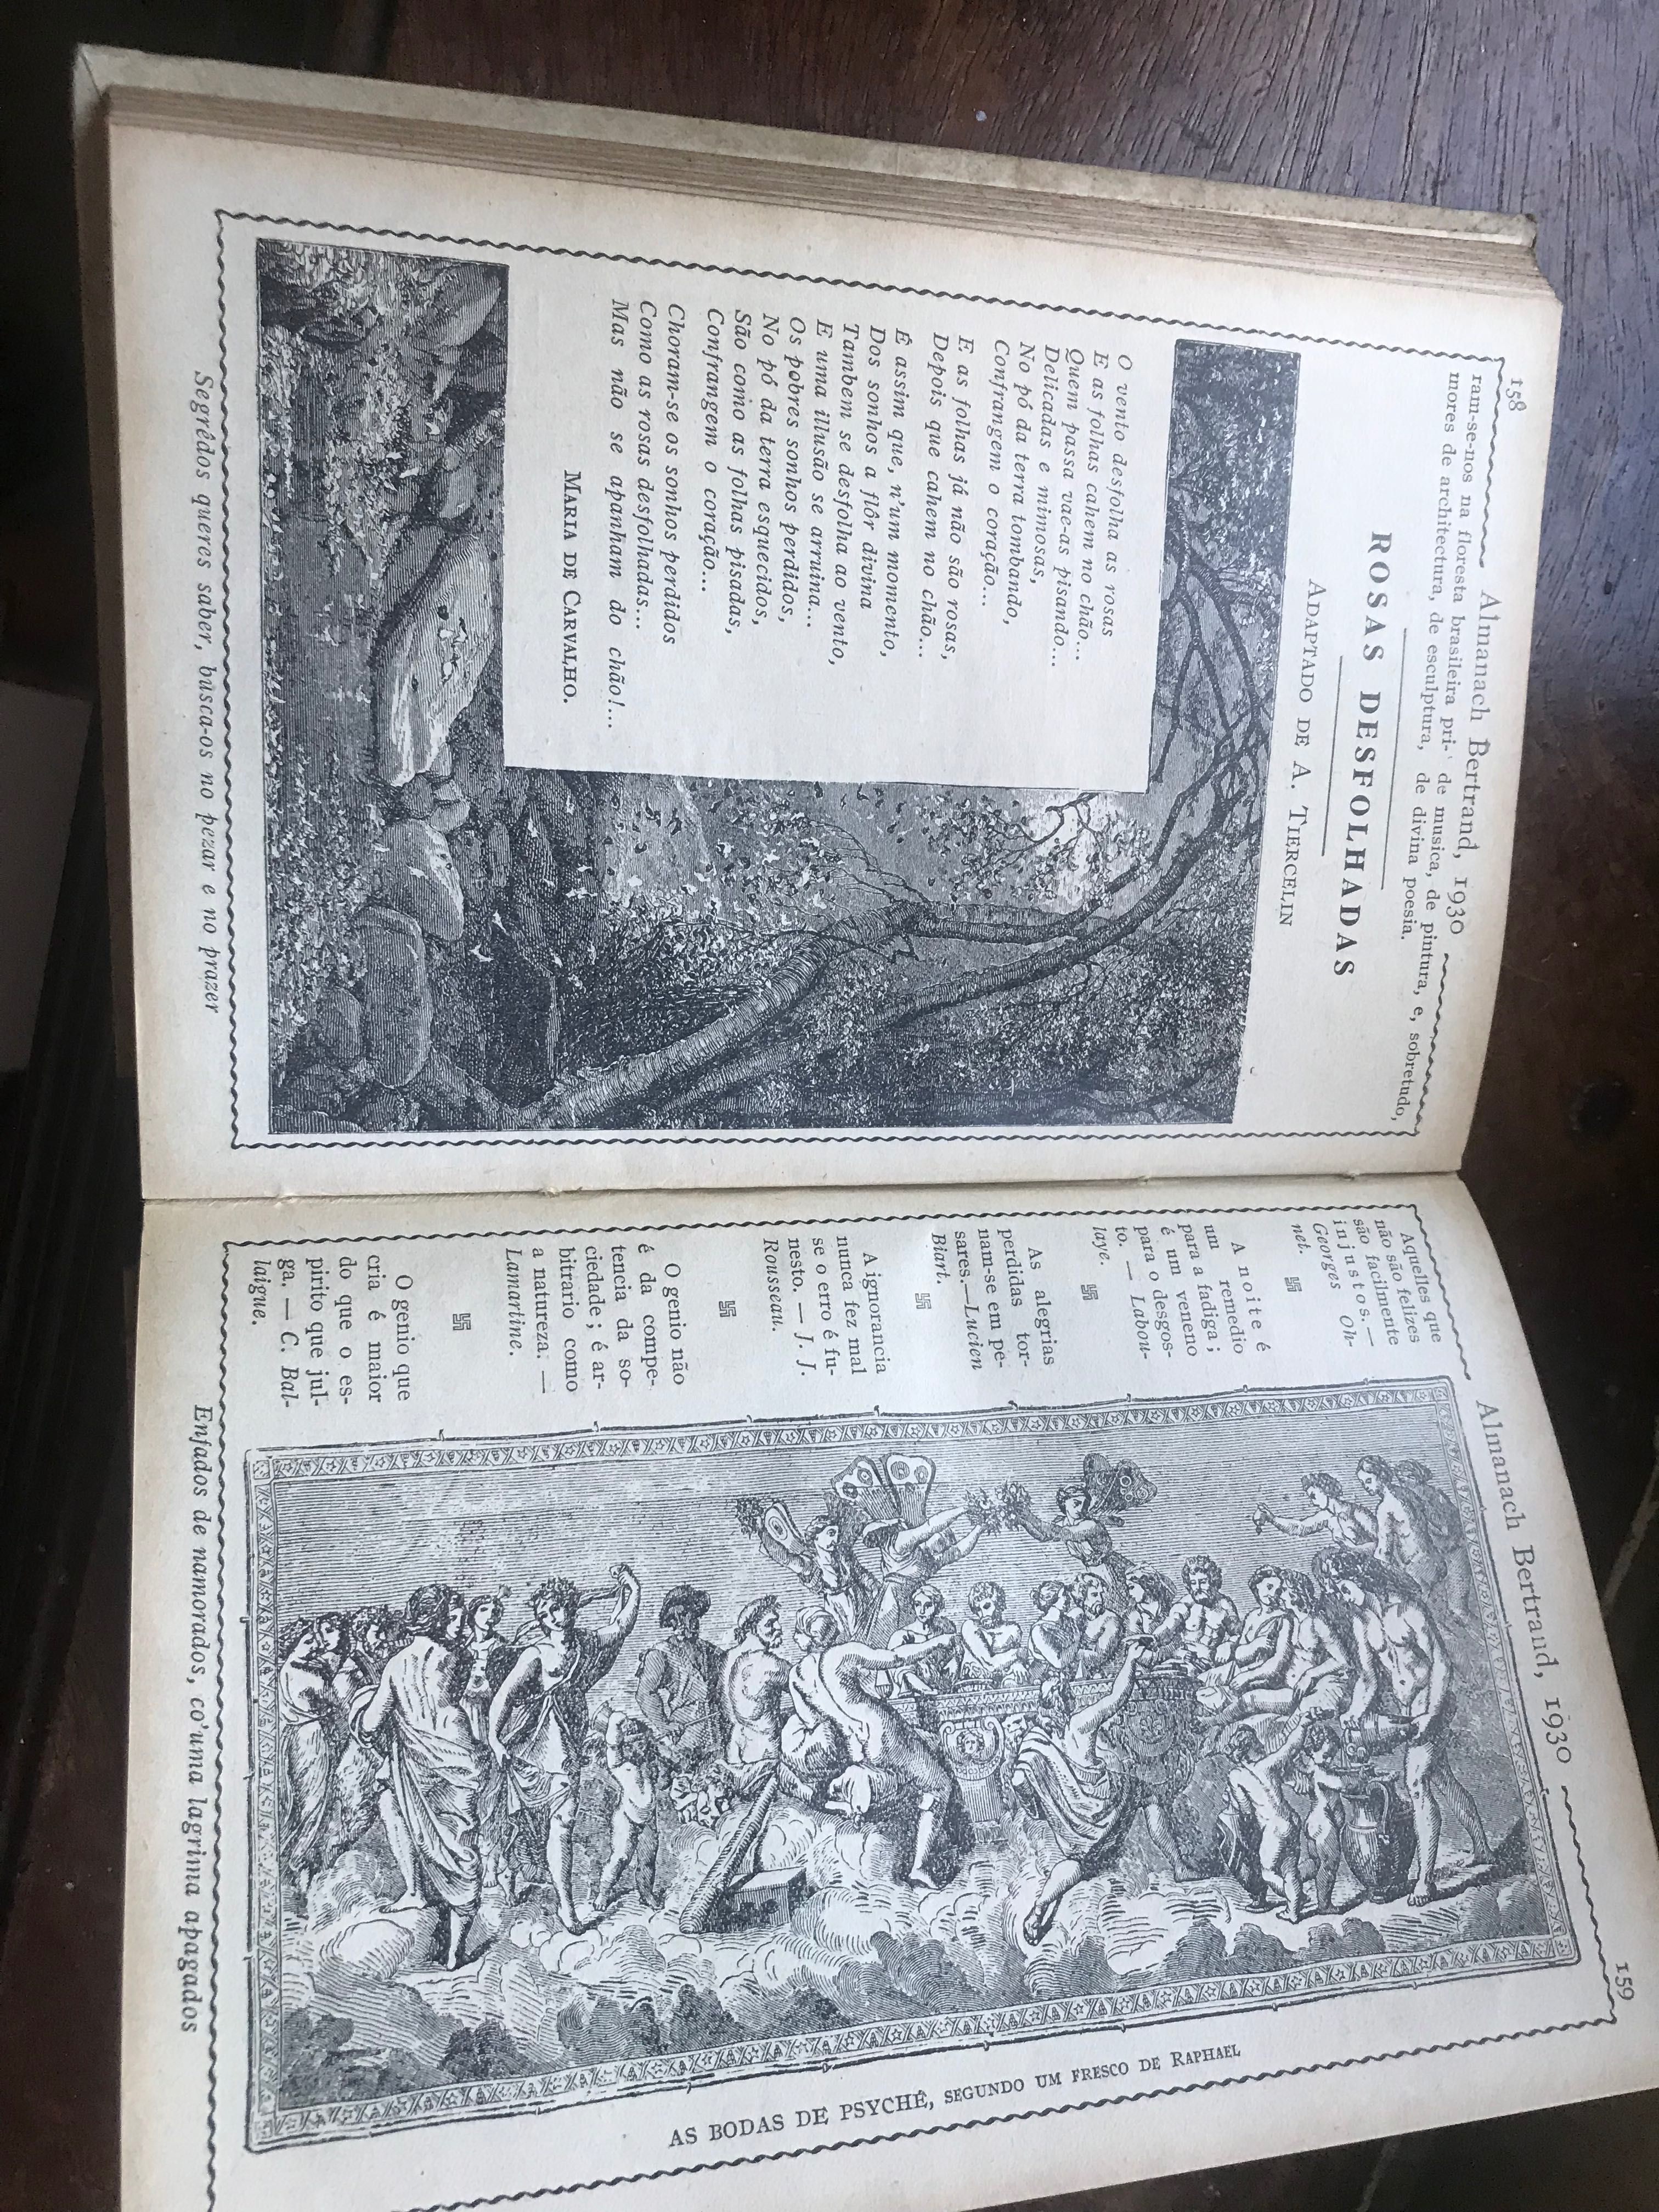 158
Almanach Bertrand, 1930
ram-se-nos na floresta brasileira pri-
mores de architectura, de esculptura,
de musica, de pintura, e, sobretudo,
de divina poesia.
ROSAS DESFOLHADAS
ADAPTADO DE A. TIERCELIN
O vento desfolha as rosas
E as folhas cahem no chão...
Quem passa vae-as pisando...
Delicadas e mimosas,
No pó da terra tombando,
Confrangem o coração...
E as folhas já não são rosas,
Depois que cahem no chão...
É assim que, n'um momento,
Dos sonhos a flôr divina
Tambem se desfolha ao vento,
E uma illusão se arruina...
Os pobres sonhos perdidos,
No pó da terra esquecidos,
São como as folhas pisadas,
Confrangem o coração...
Choram-se os sonhos perdidos
Como as rosas desfolhadas...
Mas não se apanham do chão!...
MARIA DE CARVALHO.
Segrêdos queres saber, busca-os no pezar e no prazer
Almanach Bertrand, 1930
159
Aquelles que
não são felizes
são facilmente
injustos. —
Georges Oh-
net.
A noite é
um remedio
para a fadiga;
é um veneno
para o desgos-
to. — Labou-
laye.
As alegrias
perdidas tor-
nam-se em pe-
sares.—Lucien
Biart.
A ignorancia
nunca fez mal
se o erro é fu-
nesto. — J. J.
Rousseau.
O genio não
é da compe-
tencia da so-
ciedade; é ar-
bitrario como
a natureza. —
Lamartine.
O genio que
cria é maior
do que o es-
pirito que jul-
ga. — C. Bal-
laigue.
AS BODAS DE PSYCHÉ, SEGUNDO UM FRESCO DE RAPHAEL
Enfados de namorados, co'uma lagrima apagados